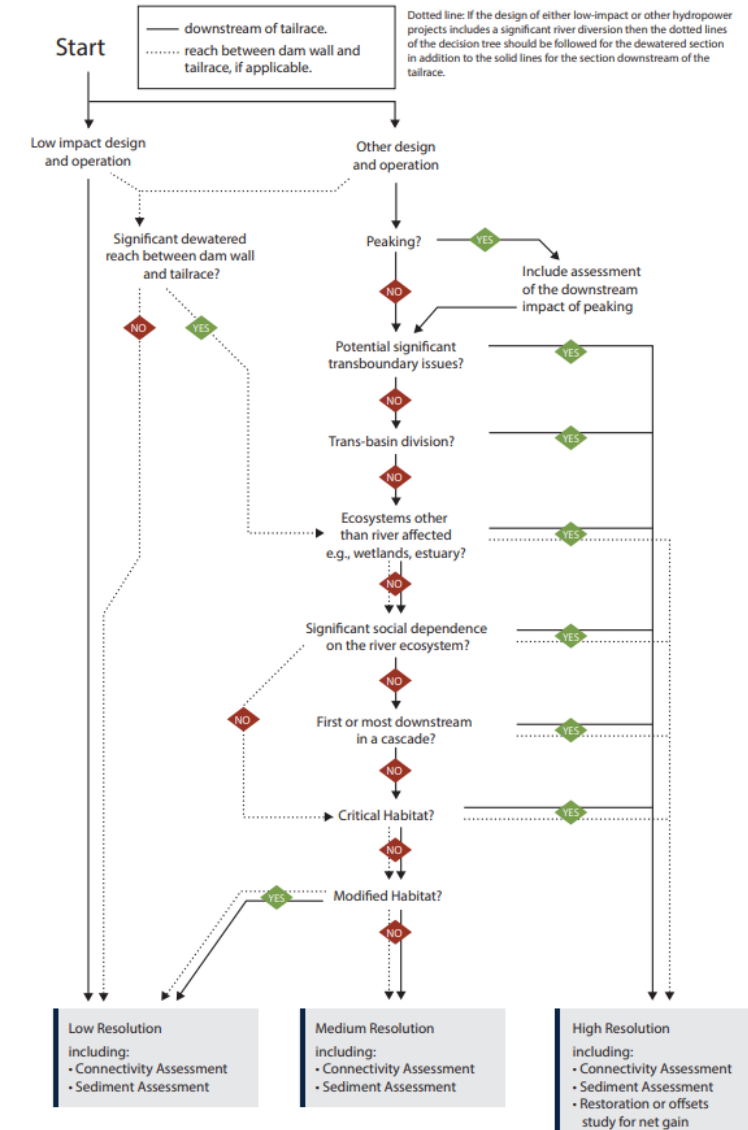 Start
downstream of tailrace.
reach between dam wall and
tailrace, if applicable.
Dotted line: If the design of either low-impact or other hydropower
projects includes a significant river diversion then the dotted lines
of the decision tree should be followed for the dewatered section
in addition to the solid lines for the section downstream of the
tailrace.
Low impact design
and operation
Other design
and operation
Significant dewatered
reach between dam wall
and tailrace?
Peaking?
YES
Include assessment
of the downstream
impact of peaking
NO
NO
YES
Potential significant
transboundary issues?
YES
NO
Trans-basin division?
YES
NO
Ecosystems other
than river affected
e.g., wetlands, estuary?
YES
NO
Significant social dependence
on the river ecosystem?
YES
NO
NO
First or most downstream
in a cascade?
YES
NO
Critical Habitat?
YES
NO
Modified Habitat?
YES
NO
Low Resolution
including:
• Connectivity Assessment
• Sediment Assessment
Medium Resolution
including:
• Connectivity Assessment
• Sediment Assessment
High Resolution
including:
• Connectivity Assessment
• Sediment Assessment
• Restoration or offsets
study for net gain